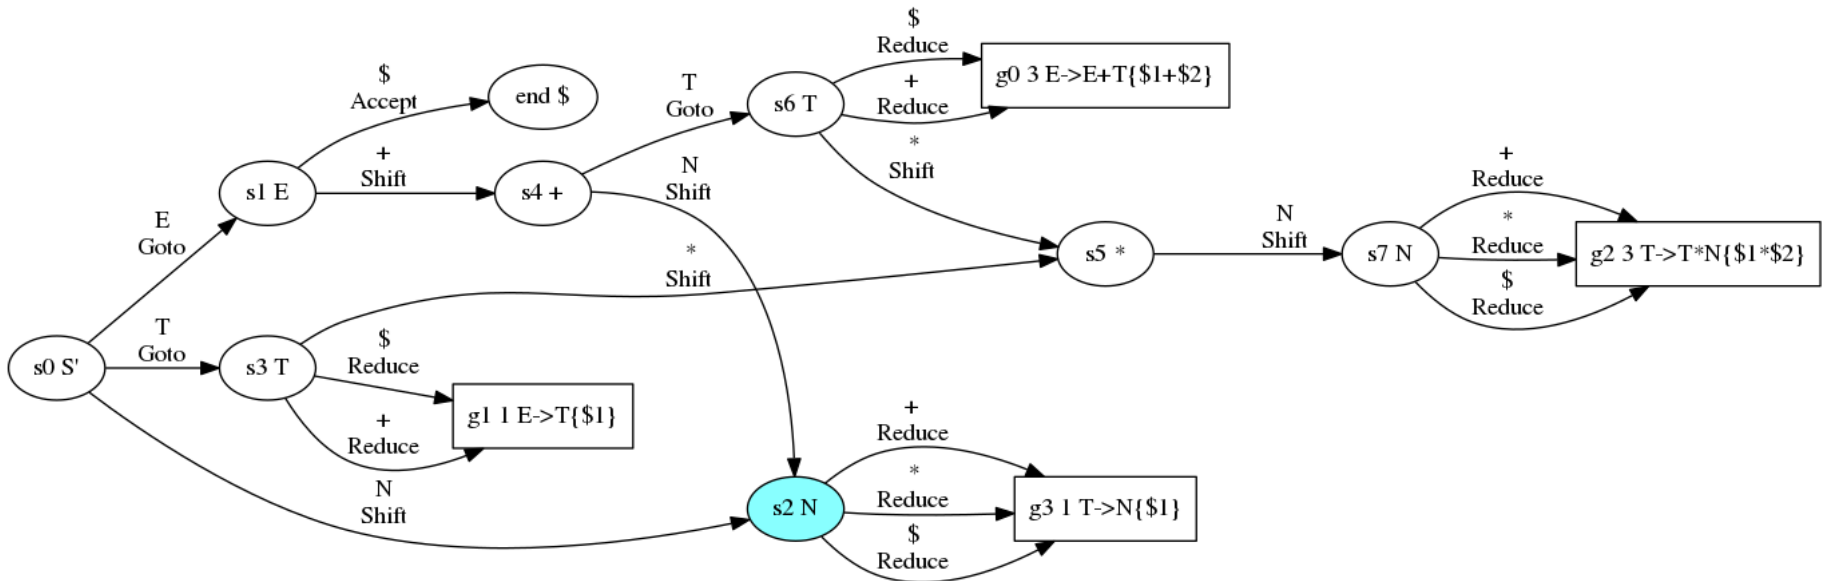 $
Reduce
g0 3 E->E+T{$1+$2}
+
Reduce
s6 T
T
Goto
*
Shift
$
Accept
end $
+
Shift
s1 E
s4 +
N
Shift
E
Goto
*
Shift
s5 *
N
Shift
s7 N
+
Reduce
*
Reduce
$
Reduce
g2 3 T->T*N{$1*$2}
s0 S'
T
Goto
s3 T
$
Reduce
+
Reduce
g1 1 E->T{$1}
N
Shift
s2 N
+
Reduce
*
Reduce
$
Reduce
g3 1 T->N{$1}